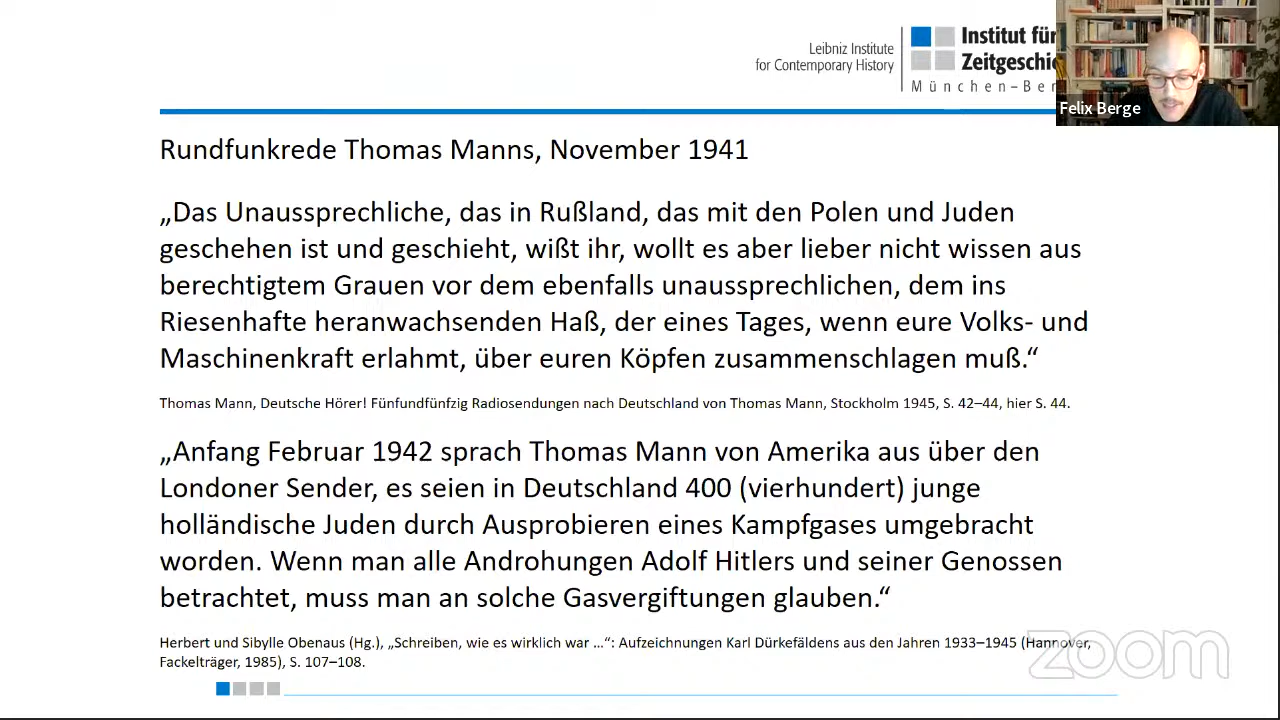 Leibniz Institute
for Contemporary History
Institut für
Zeitgeschie
München–Ber
Felix Berge
Rundfunkrede Thomas Manns, November 1941
„Das Unaussprechliche, das in Rußland, das mit den Polen und Juden
geschehen ist und geschieht, wißt ihr, wollt es aber lieber nicht wissen aus
berechtigtem Grauen vor dem ebenfalls unaussprechlichen, dem ins
Riesenhafte heranwachsenden Haß, der eines Tages, wenn eure Volks- und
Maschinenkraft erlahmt, über euren Köpfen zusammenschlagen muß.“
Thomas Mann, Deutsche Hörer! Fünfundfünfzig Radiosendungen nach Deutschland von Thomas Mann, Stockholm 1945, S. 42–44, hier S. 44.
„Anfang Februar 1942 sprach Thomas Mann von Amerika aus über den
Londoner Sender, es seien in Deutschland 400 (vierhundert) junge
holländische Juden durch Ausprobieren eines Kampfgases umgebracht
worden. Wenn man alle Androhungen Adolf Hitlers und seiner Genossen
betrachtet, muss man an solche Gasvergiftungen glauben.“
Herbert und Sibylle Obenaus (Hg.), „Schreiben, wie es wirklich war …“: Aufzeichnungen Karl Dürkefäldens aus den Jahren 1933–1945 (Hannover,
Fackelträger, 1985), S. 107–108.
zoom